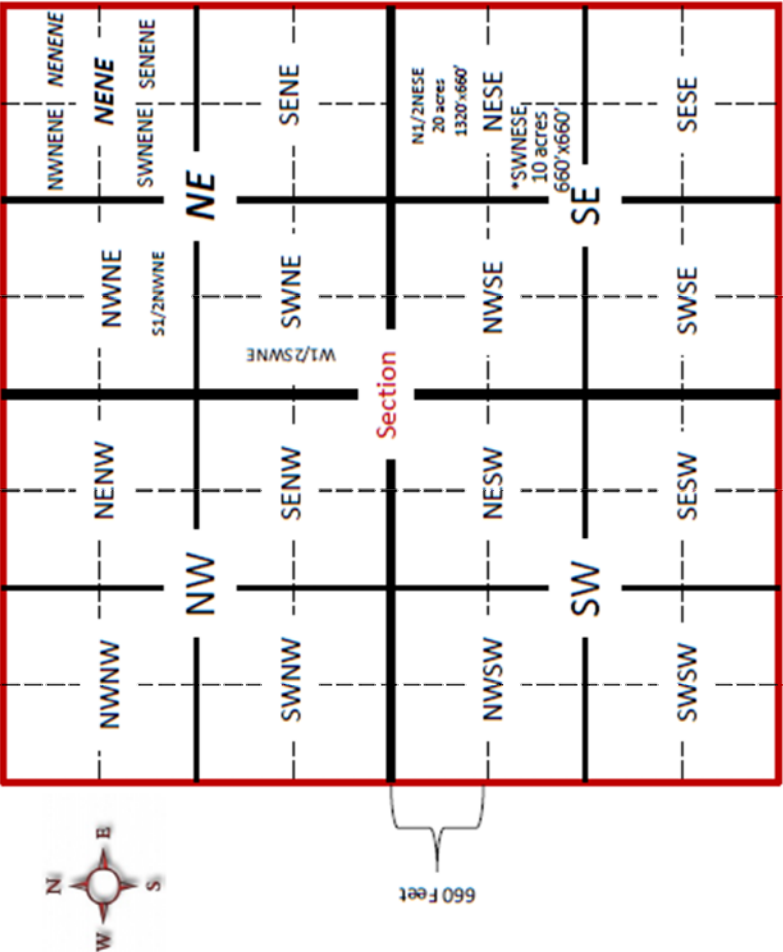 N
W
E
S
NWNENE
NENENE
NWNW
NENW
NWNE
NENE
S1/2NWNE
SWNENE
SENENE
NW
NE
SWNW
SENW
W1/2SWNE
SWNE
SENE
Section
660 Feet
N1/2NESE
20 acres
1320'x660'
NWSW
NESW
NWSE
NESE
*SWNESE
10 acres
660'x660'
SW
SE
SWSW
SESW
SWSE
SESE